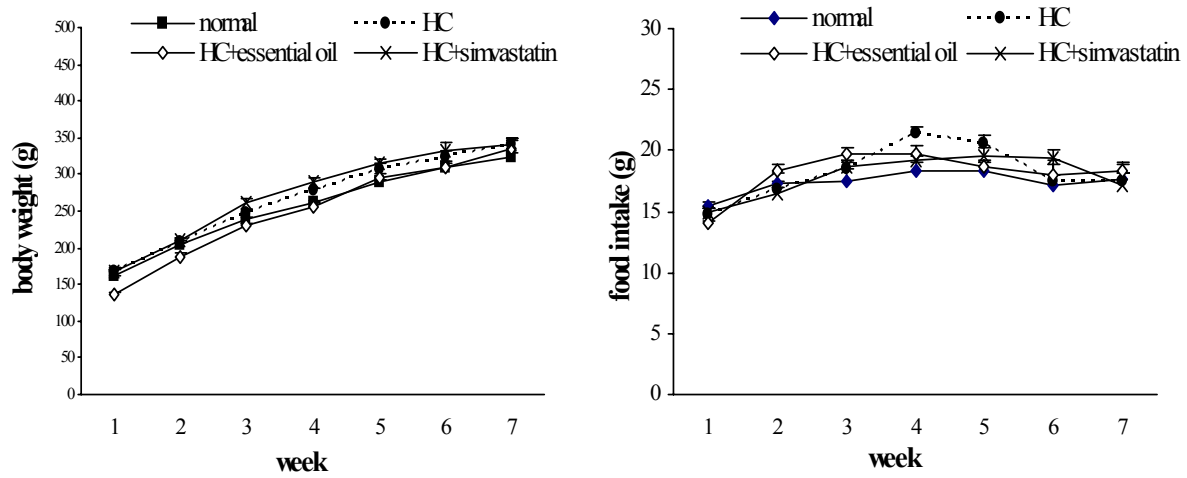 normal
HC
HC+essential oil
HC+simvastatin
500
450
400
350
300
250
200
150
100
50
0
body weight (g)
1 2 3 4 5 6 7
week
normal
HC
HC+essential oil
HC+simvastatin
30
25
20
15
10
5
0
food intake (g)
1 2 3 4 5 6 7
week